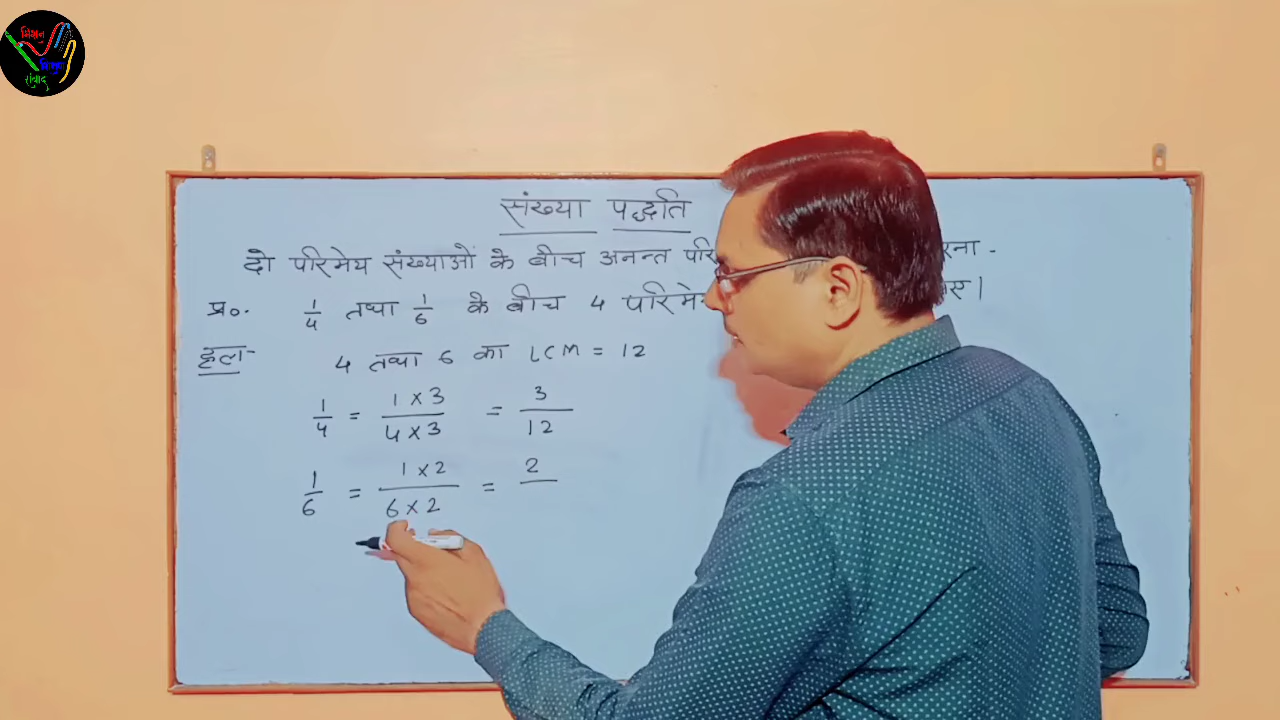 निभान
निपुण
संवाद
संख्या पद्धति
दो परिमेय संख्याओं के बीच अनन्त परि
प्र०. 1/4 तथा 1/6 के बीच 4 परिमे
हल- 4 तथा 6 का LCM = 12
1/4 = 1 x 3 / 4 x 3 = 3/12
1/6 = 1 x 2 / 6 x 2 = 2/